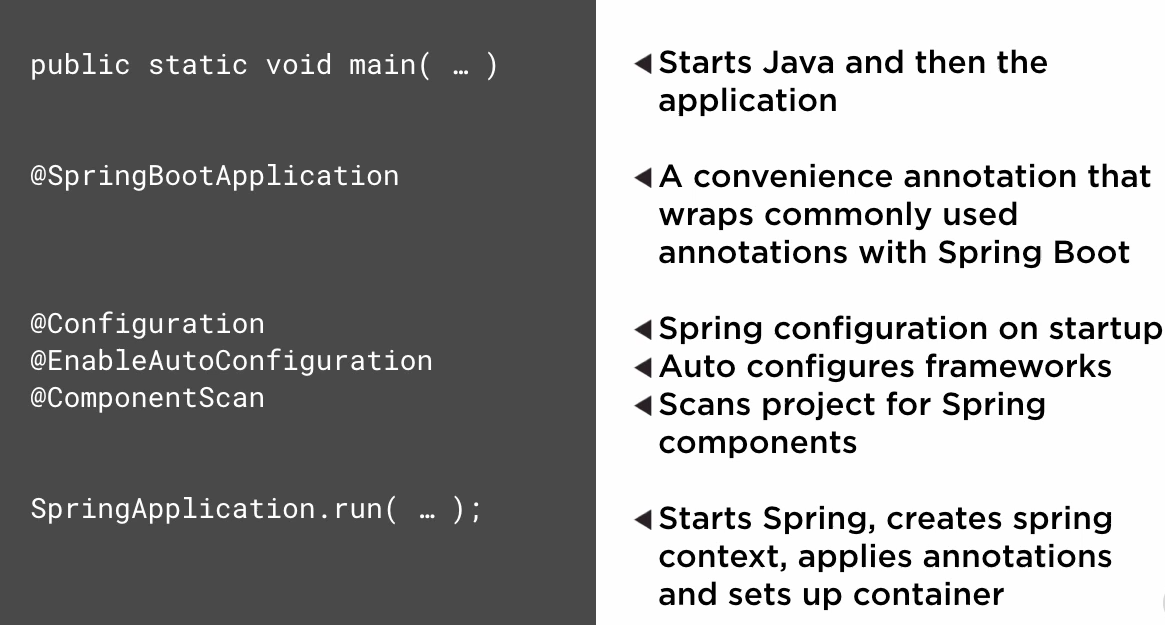 public static void main( … )
◀Starts Java and then the
application
@SpringBootApplication
◀A convenience annotation that
wraps commonly used
annotations with Spring Boot
@Configuration
◀Spring configuration on startup
@EnableAutoConfiguration
◀Auto configures frameworks
@ComponentScan
◀Scans project for Spring
components
SpringApplication.run( … );
◀Starts Spring, creates spring
context, applies annotations
and sets up container